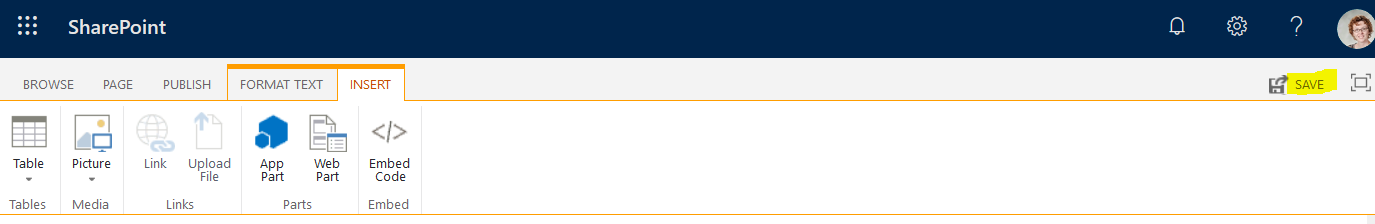 SharePoint
?
BROWSE PAGE PUBLISH FORMAT TEXT INSERT SAVE
Table Picture Link Upload File App Part Web Part </> Embed Code
Tables Media Links Parts Embed